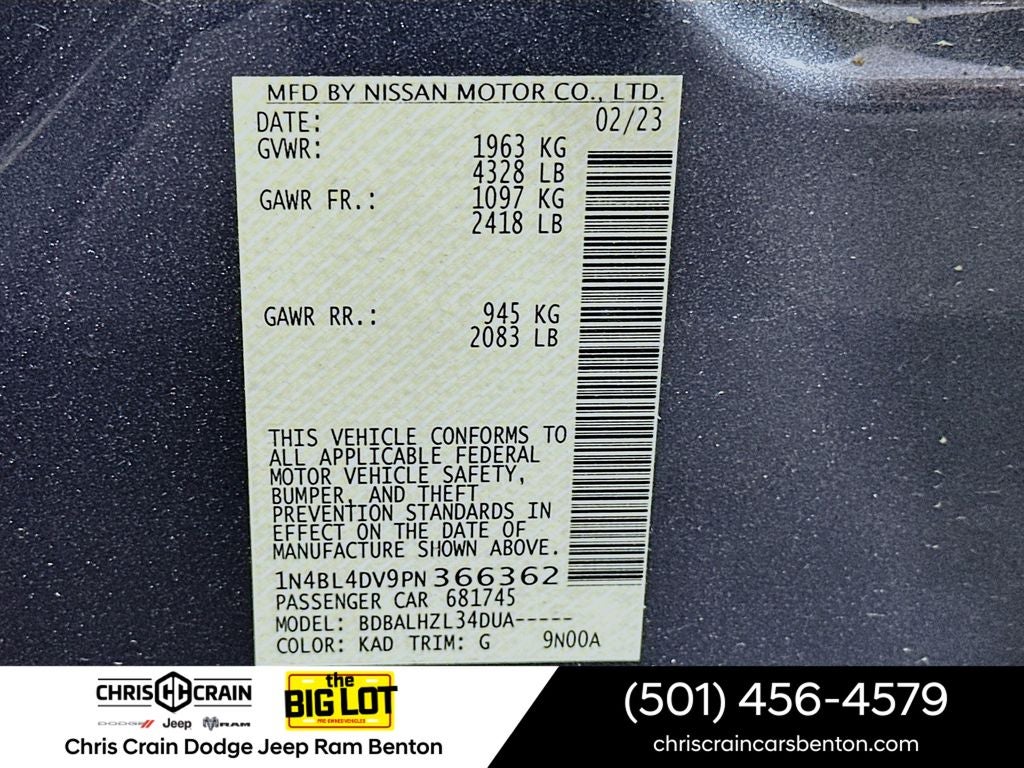 MFD BY NISSAN MOTOR CO., LTD.
DATE: 02/23
GVWR: 1963 KG
4328 LB
GAWR FR.: 1097 KG
2418 LB
GAWR RR.: 945 KG
2083 LB
THIS VEHICLE CONFORMS TO
ALL APPLICABLE FEDERAL
MOTOR VEHICLE SAFETY,
BUMPER, AND THEFT
PREVENTION STANDARDS IN
EFFECT ON THE DATE OF
MANUFACTURE SHOWN ABOVE.
1N4BL4DV9PN366362
PASSENGER CAR 681745
MODEL: BDBALHZL34DUA-----
COLOR: KAD TRIM: G 9N00A
CHRIS CRAIN
DODGE Jeep RAM
the
BIG LOT
PRE-OWNED VEHICLES
Chris Crain Dodge Jeep Ram Benton
(501) 456-4579
chriscraincarsbenton.com